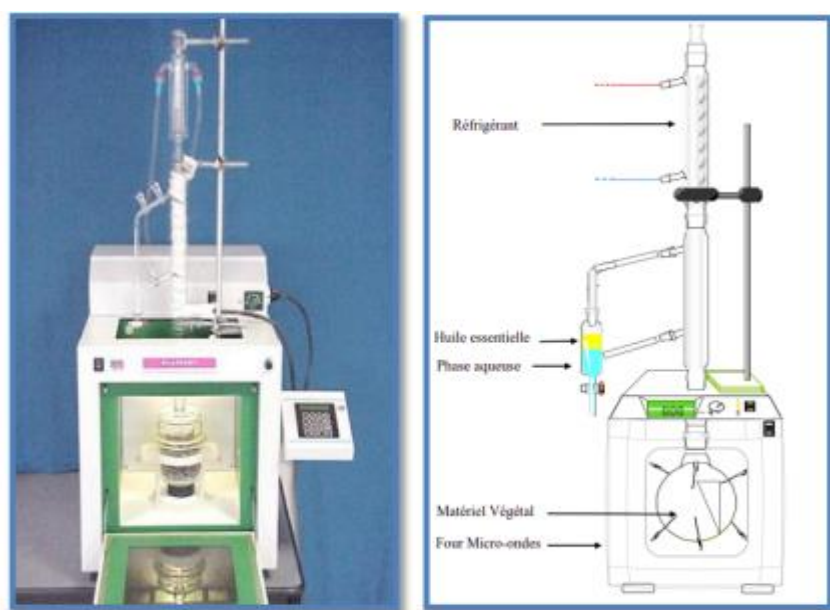 Réfrigérant
Huile essentielle
Phase aqueuse
Matériel Végétal
Four Micro-ondes